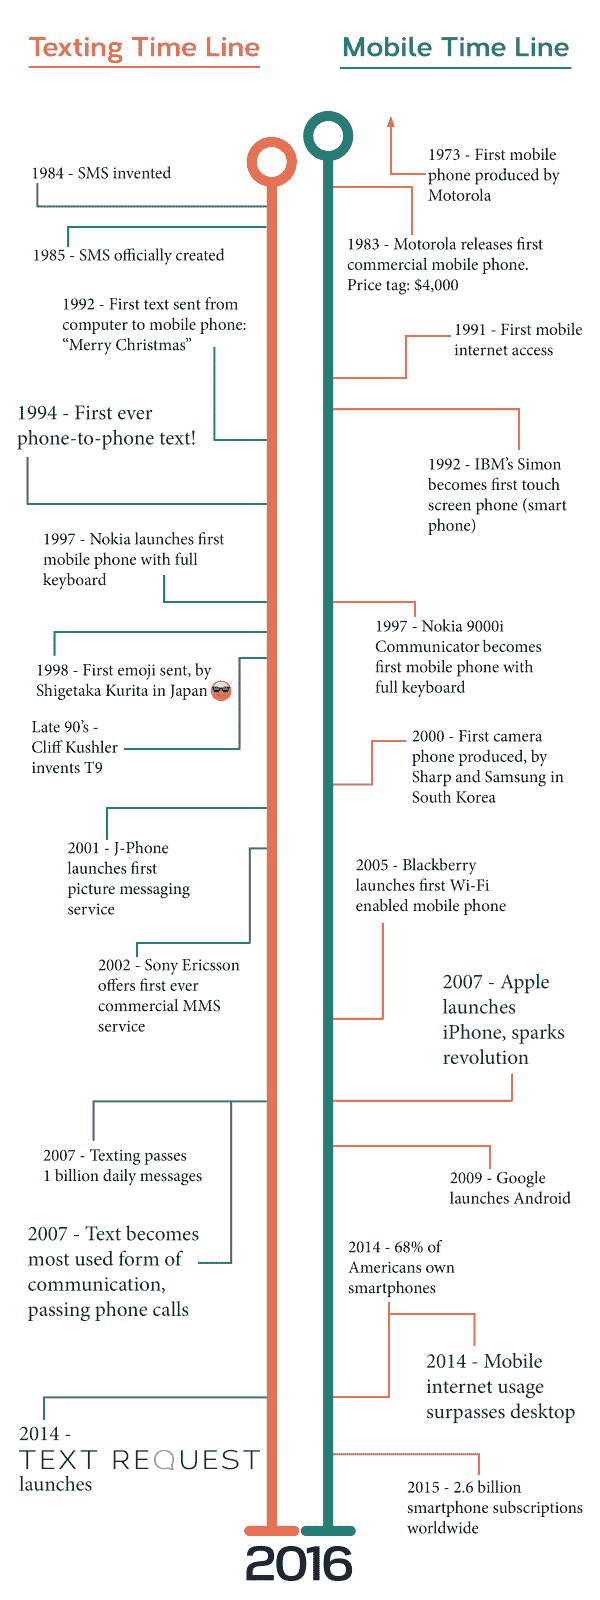 Texting Time Line
1984 - SMS invented
1985 - SMS officially created
1992 - First text sent from
computer to mobile phone:
“Merry Christmas”
1994 - First ever
phone-to-phone text!
1997 - Nokia launches first
mobile phone with full
keyboard
1998 - First emoji sent, by
Shigetaka Kurita in Japan
Late 90’s -
Cliff Kushler
invents T9
2001 - J-Phone
launches first
picture messaging
service
2002 - Sony Ericsson
offers first ever
commercial MMS
service
2007 - Texting passes
1 billion daily messages
2007 - Text becomes
most used form of
communication,
passing phone calls
2014 -
TEXT REQUEST
launches
Mobile Time Line
1973 - First mobile
phone produced by
Motorola
1983 - Motorola releases first
commercial mobile phone.
Price tag: $4,000
1991 - First mobile
internet access
1992 - IBM’s Simon
becomes first touch
screen phone (smart
phone)
1997 - Nokia 9000i
Communicator becomes
first mobile phone with
full keyboard
2000 - First camera
phone produced, by
Sharp and Samsung in
South Korea
2005 - Blackberry
launches first Wi-Fi
enabled mobile phone
2007 - Apple
launches
iPhone, sparks
revolution
2009 - Google
launches Android
2014 - 68% of
Americans own
smartphones
2014 - Mobile
internet usage
surpasses desktop
2015 - 2.6 billion
smartphone subscriptions
worldwide
2016